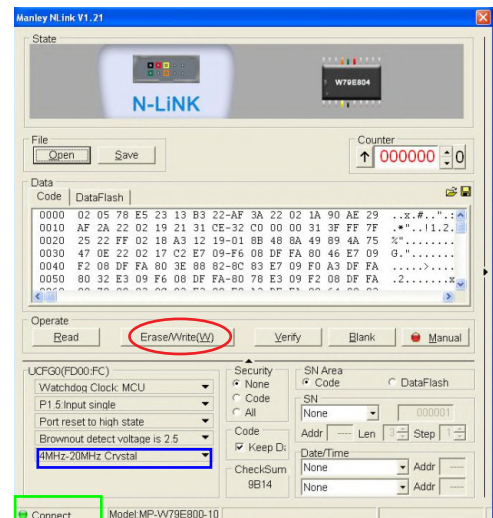 Manley NLink V1.21
State
W79E804
N-LiNK
File
Open Save
Counter
000000 0
Data
Code DataFlash
0000 02 05 78 E5 23 13 B3 22-AF 3A 22 02 1A 90 AE 29 ..x.#..".:
0010 AF 2A 22 02 19 21 31 CE-32 C0 00 00 31 3F FF 7F .*"..!1.2.
0020 25 22 FF 02 18 A3 12 19-01 8B 48 8A 49 89 4A 75 %".......
0030 47 0E 22 02 17 C2 E7 09-F6 08 DF FA 80 46 E7 09 G.".......
0040 F2 08 DF FA 80 3E 88 82-8C 83 E7 09 F0 A3 DF FA .....>....
0050 80 32 E3 09 F6 08 DF FA-80 78 E3 09 F2 08 DF FA .2.......x
Operate
Read Erase/Write(W) Verify Blank Manual
UCFG0(FD00:FC)
Watchdog Clock: MCU
P1.5:Input single
Port reset to high state
Brownout detect voltage is 2.5
4MHz-20MHz Crystal
Security
None
Code
All
Code
Keep D
CheckSum
9B14
SN Area
Code DataFlash
SN
None 000001
Addr ---- Len 3 Step 1
Date/Time
None Addr ----
None Addr ----
Connect Model:MP-W79E800-10